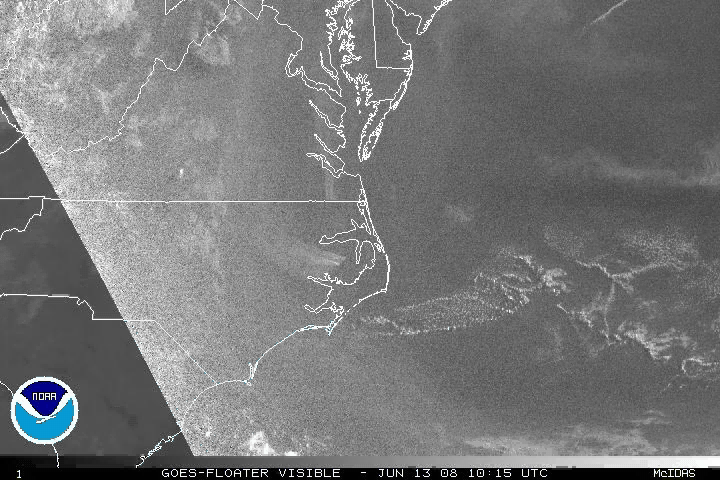 NOAA
1 GOES-FLOATER VISIBLE - JUN 13 08 10:15 UTC McIDAS